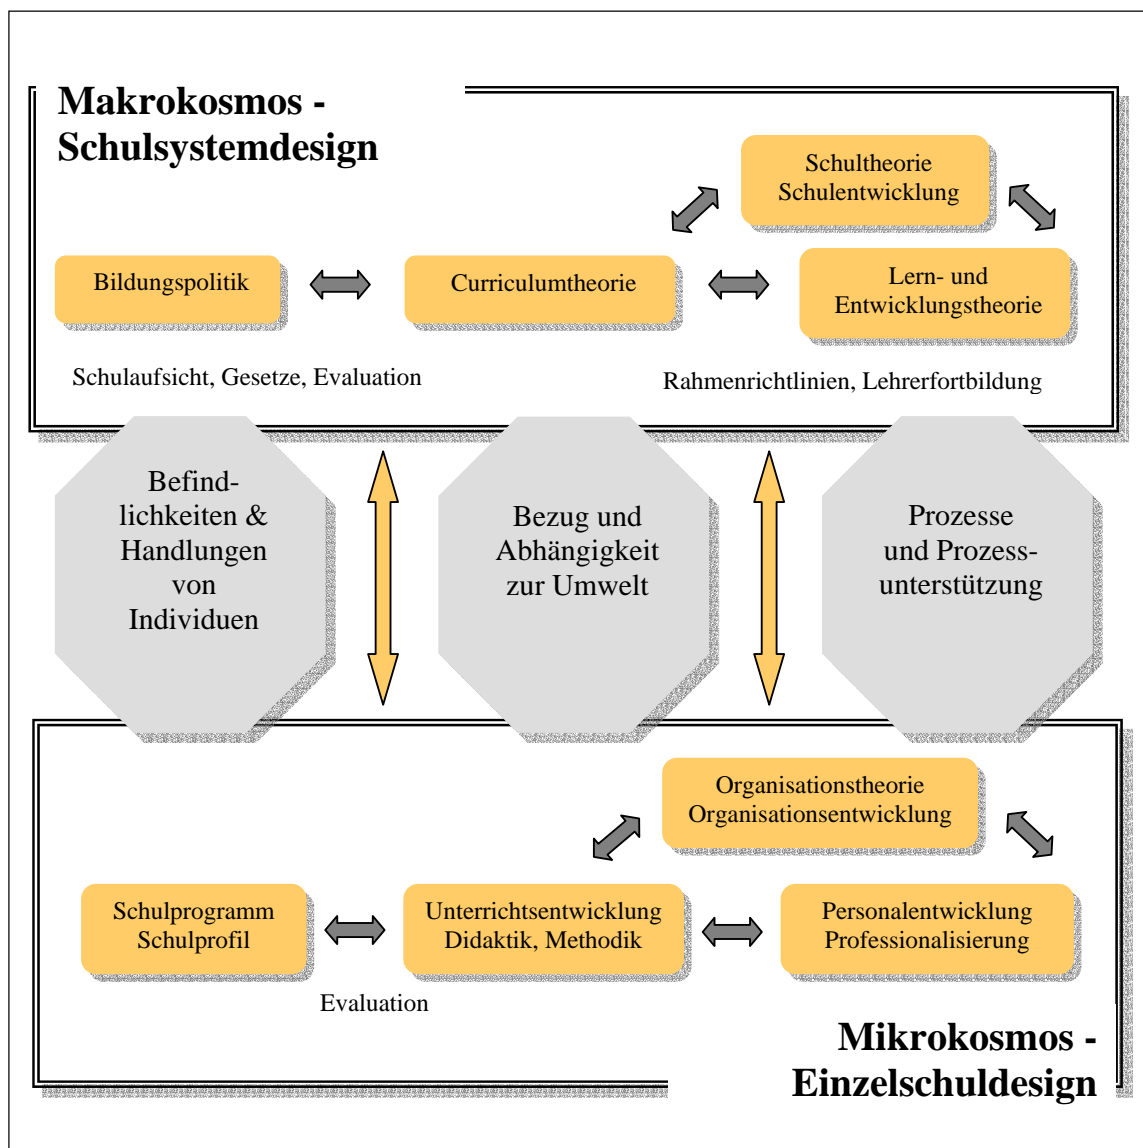 Makrokosmos -
Schulsystemdesign
Schultheorie
Schulentwicklung
Bildungspolitik
Curriculumtheorie
Lern- und
Entwicklungstheorie
Schulaufsicht, Gesetze, Evaluation
Rahmenrichtlinien, Lehrerfortbildung
Befind-
lichkeiten &
Handlungen
von
Individuen
Bezug und
Abhängigkeit
zur Umwelt
Prozesse
und Prozess-
unterstützung
Organisationstheorie
Organisationsentwicklung
Schulprogramm
Schulprofil
Unterrichtsentwicklung
Didaktik, Methodik
Personalentwicklung
Professionalisierung
Evaluation
Mikrokosmos -
Einzelschuldesign